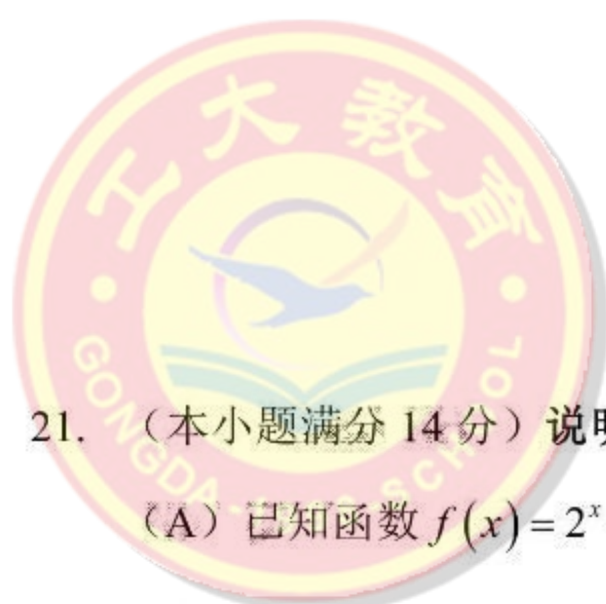 工大教育
GONGDA
SCHOOL
21. （本小题满分 14 分）说明
（A）已知函数 f(x)=2^x